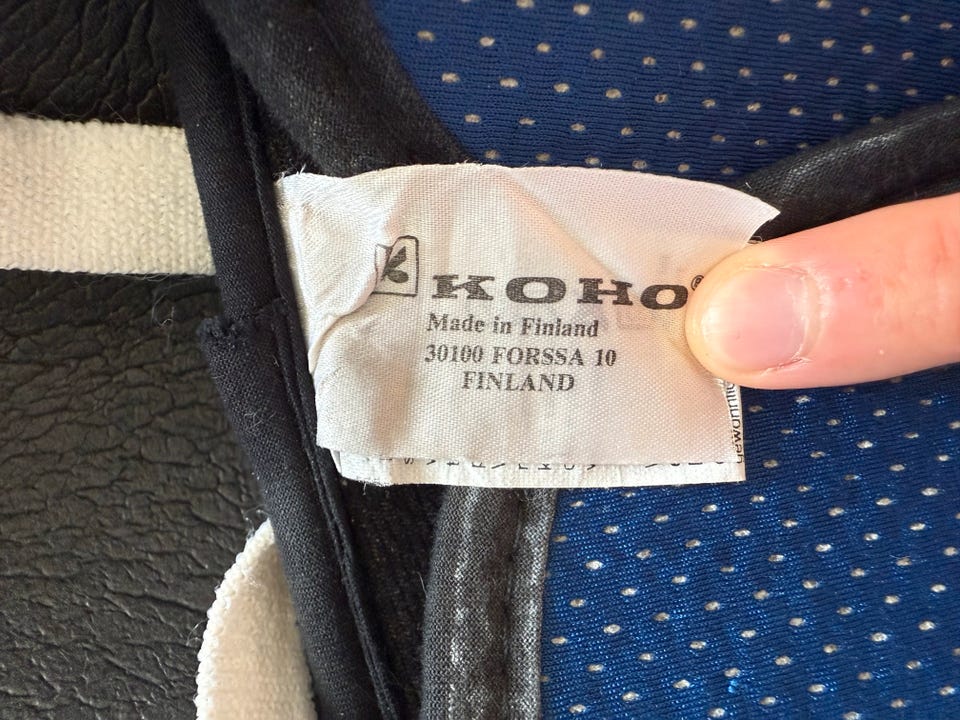 KOHO®
Made in Finland
30100 FORSSA 10
FINLAND